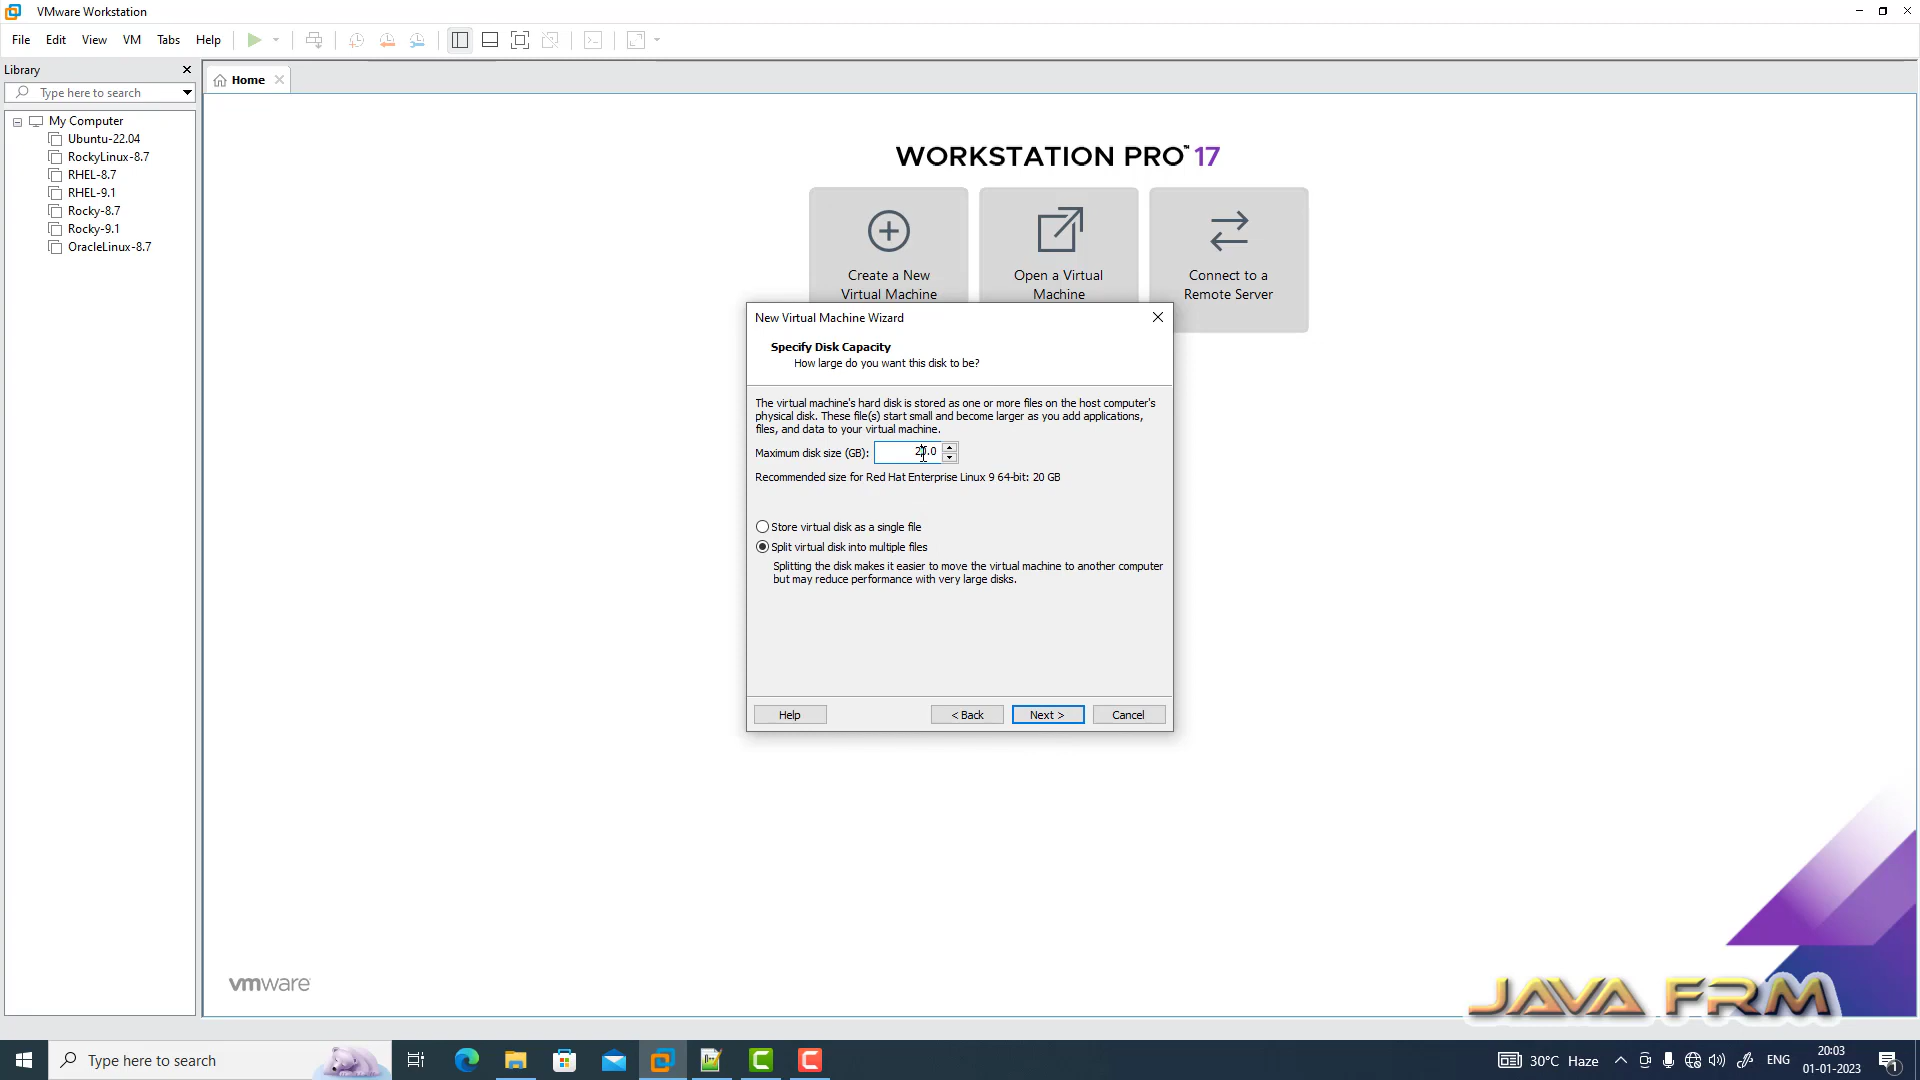 VMware Workstation
File Edit View VM Tabs Help
Library
Type here to search
Home
My Computer
Ubuntu-22.04
RockyLinux-8.7
RHEL-8.7
RHEL-9.1
Rocky-8.7
Rocky-9.1
OracleLinux-8.7
WORKSTATION PRO™ 17
Create a New
Virtual Machine
Open a Virtual
Machine
Connect to a
Remote Server
New Virtual Machine Wizard
Specify Disk Capacity
How large do you want this disk to be?
The virtual machine's hard disk is stored as one or more files on the host computer's
physical disk. These file(s) start small and become larger as you add applications,
files, and data to your virtual machine.
Maximum disk size (GB):
Recommended size for Red Hat Enterprise Linux 9 64-bit: 20 GB
Store virtual disk as a single file
Split virtual disk into multiple files
Splitting the disk makes it easier to move the virtual machine to another computer
but may reduce performance with very large disks.
Help
< Back
Next >
Cancel
vmware
JAVA FRM
Type here to search
30°C Haze
ENG
20:03
01-01-2023
1